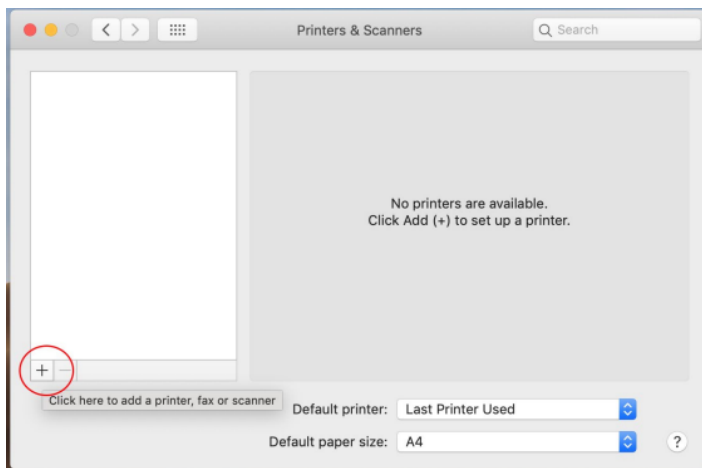 Printers & Scanners
Search
No printers are available.
Click Add (+) to set up a printer.
+ −
Click here to add a printer, fax or scanner
Default printer: Last Printer Used
Default paper size: A4
?